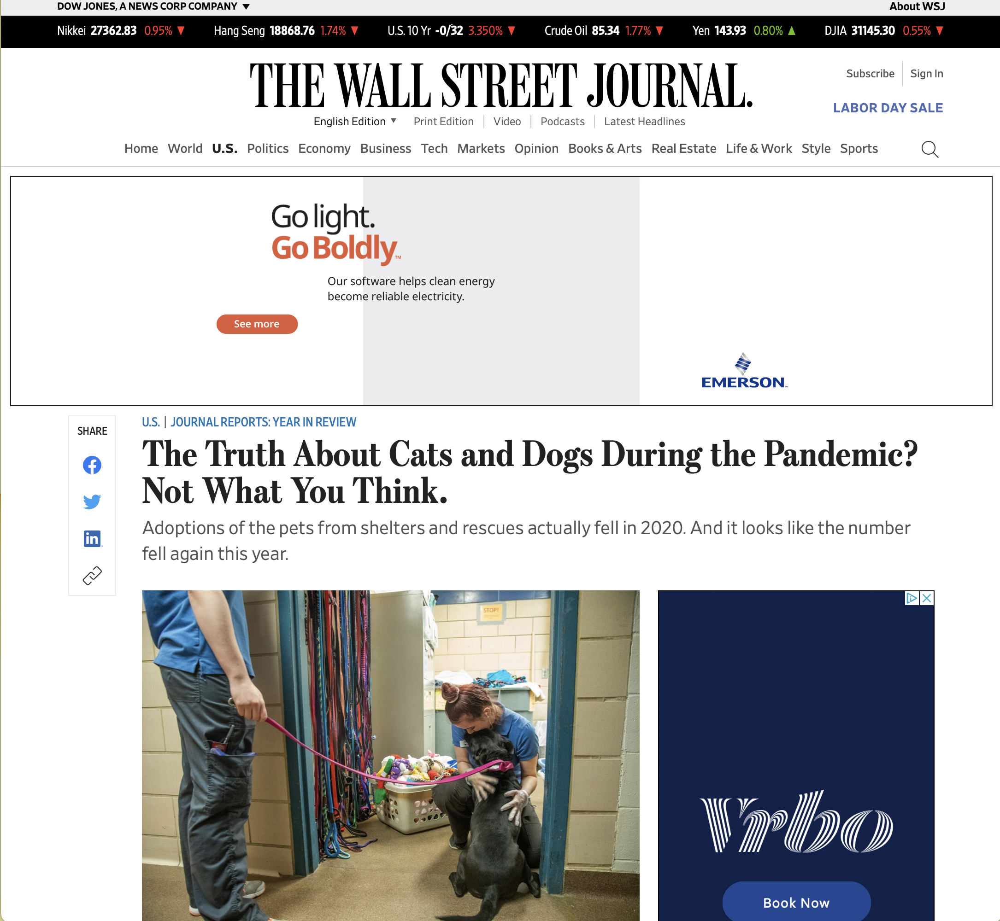 DOW JONES, A NEWS CORP COMPANY ▼ About WSJ
Nikkei 27362.83 0.95% ▼ Hang Seng 18868.76 1.74% ▼ U.S. 10 Yr -0/32 3.350% ▼ Crude Oil 85.34 1.77% ▼ Yen 143.93 0.80% ▲ DJIA 31145.30 0.55% ▼
THE WALL STREET JOURNAL.
Subscribe Sign In
LABOR DAY SALE
English Edition ▼ Print Edition Video Podcasts Latest Headlines
Home World U.S. Politics Economy Business Tech Markets Opinion Books & Arts Real Estate Life & Work Style Sports
Go light.
Go Boldly™
Our software helps clean energy
become reliable electricity.
See more
EMERSON™
SHARE
U.S. | JOURNAL REPORTS: YEAR IN REVIEW
The Truth About Cats and Dogs During the Pandemic?
Not What You Think.
Adoptions of the pets from shelters and rescues actually fell in 2020. And it looks like the number
fell again this year.
STOP!
Vrbo
Book Now